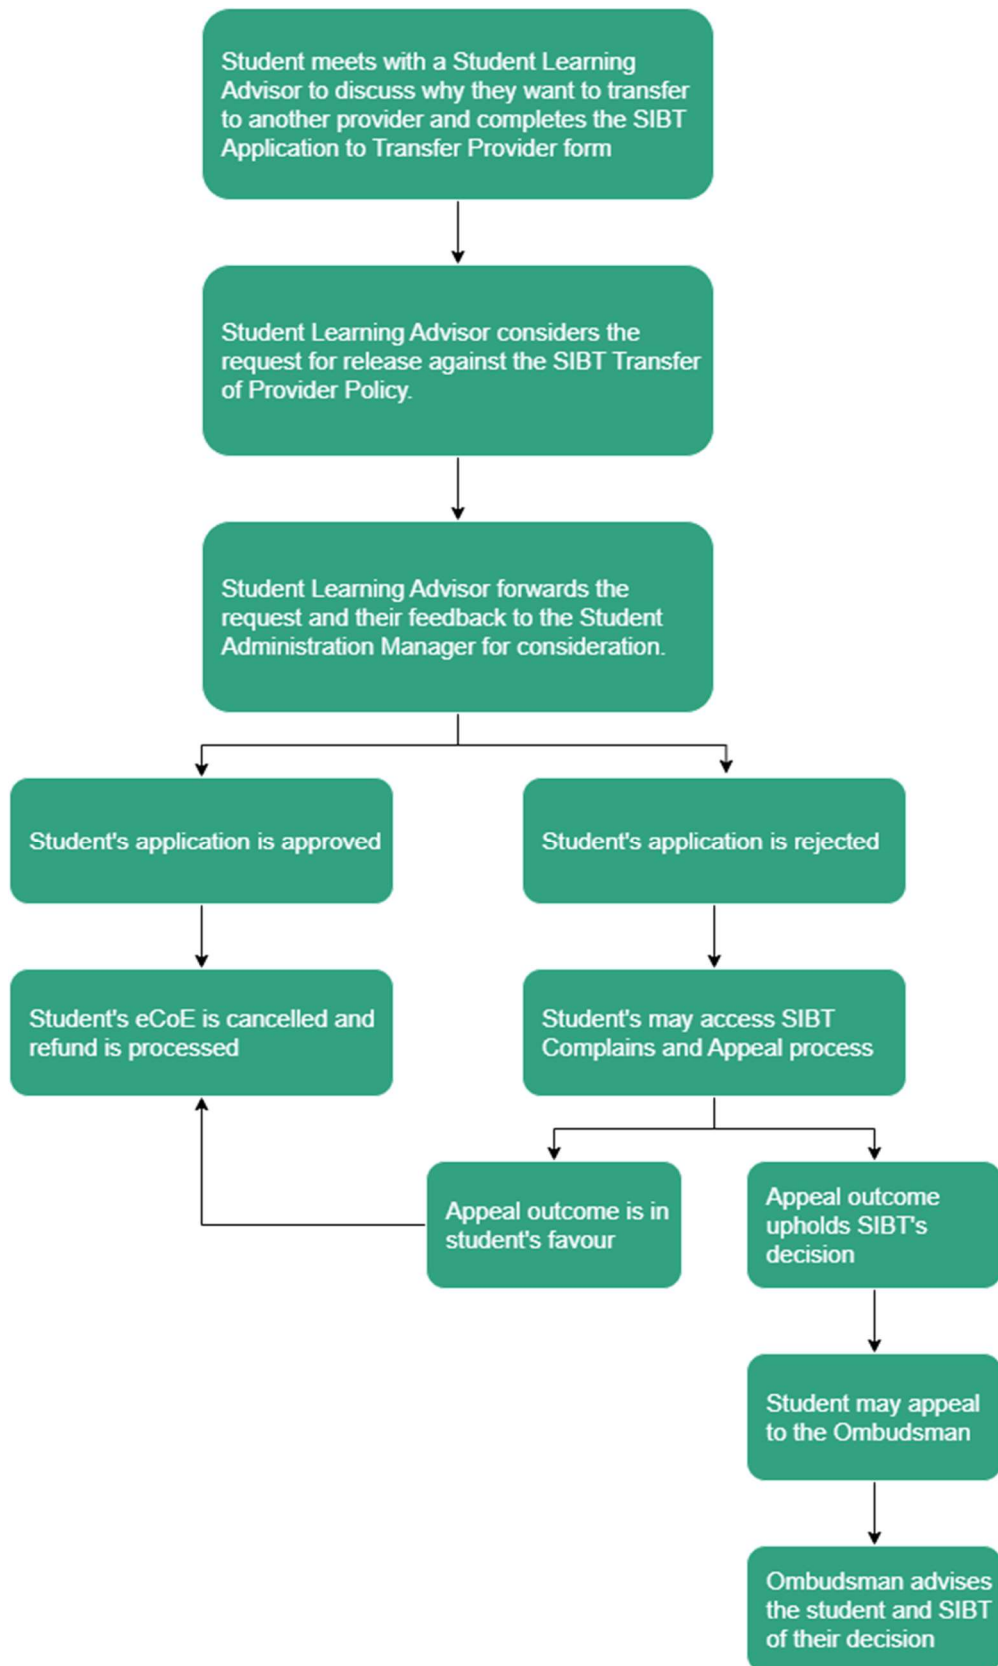 Student meets with a Student Learning
Advisor to discuss why they want to transfer
to another provider and completes the SIBT
Application to Transfer Provider form
Student Learning Advisor considers the
request for release against the SIBT Transfer
of Provider Policy.
Student Learning Advisor forwards the
request and their feedback to the Student
Administration Manager for consideration.
Student's application is approved
Student's application is rejected
Student's eCoE is cancelled and
refund is processed
Student's may access SIBT
Complains and Appeal process
Appeal outcome is in
student's favour
Appeal outcome
upholds SIBT's
decision
Student may appeal
to the Ombudsman
Ombudsman advises
the student and SIBT
of their decision